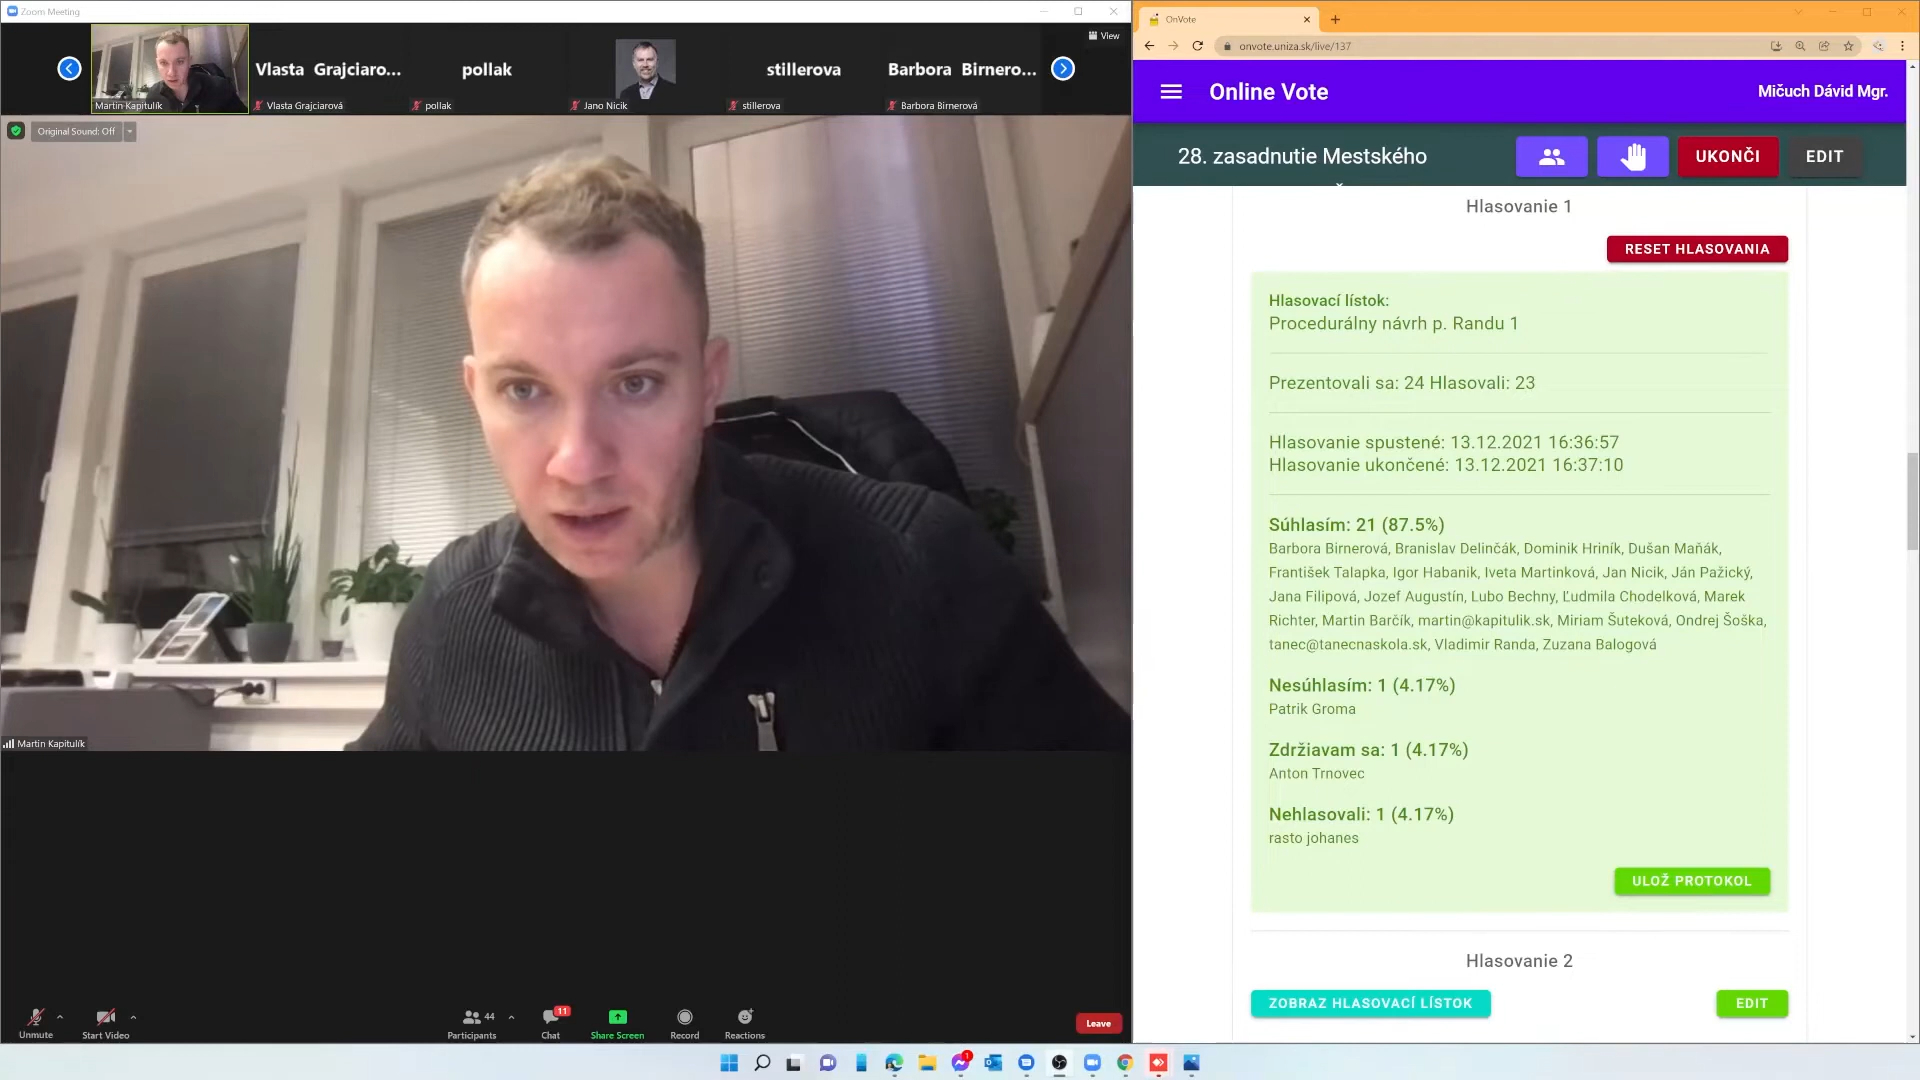 Zoom Meeting
View
Martin Kapitulík
Vlasta Grajciaro...
Vlasta Grajciarová
pollak
pollak
Jano Nicik
stillerova
stillerova
Barbora Birnero...
Barbora Birnerová
Original Sound: Off
Martin Kapitulík
Unmute
Start Video
44
Participants
11
Chat
Share Screen
Record
Reactions
Leave
OnVote
onvote.uniza.sk/live/137
Online Vote
Mičuch Dávid Mgr.
28. zasadnutie Mestského
UKONČI
EDIT
Hlasovanie 1
RESET HLASOVANIA
Hlasovací lístok:
Procedurálny návrh p. Randu 1
Prezentovali sa: 24 Hlasovali: 23
Hlasovanie spustené: 13.12.2021 16:36:57
Hlasovanie ukončené: 13.12.2021 16:37:10
Súhlasím: 21 (87.5%)
Barbora Birnerová, Branislav Delinčák, Dominik Hriník, Dušan Maňák,
František Talapka, Igor Habanik, Iveta Martinková, Jan Nicik, Ján Pažický,
Jana Filipová, Jozef Augustín, Lubo Bechny, Ľudmila Chodelková, Marek
Richter, Martin Barčík, martin@kapitulik.sk, Miriam Šuteková, Ondrej Šoška,
tanec@tanecnaskola.sk, Vladimir Randa, Zuzana Balogová
Nesúhlasím: 1 (4.17%)
Patrik Groma
Zdržiavam sa: 1 (4.17%)
Anton Trnovec
Nehlasovali: 1 (4.17%)
rasto johanes
ULOŽ PROTOKOL
Hlasovanie 2
ZOBRAZ HLASOVACÍ LÍSTOK
EDIT
1